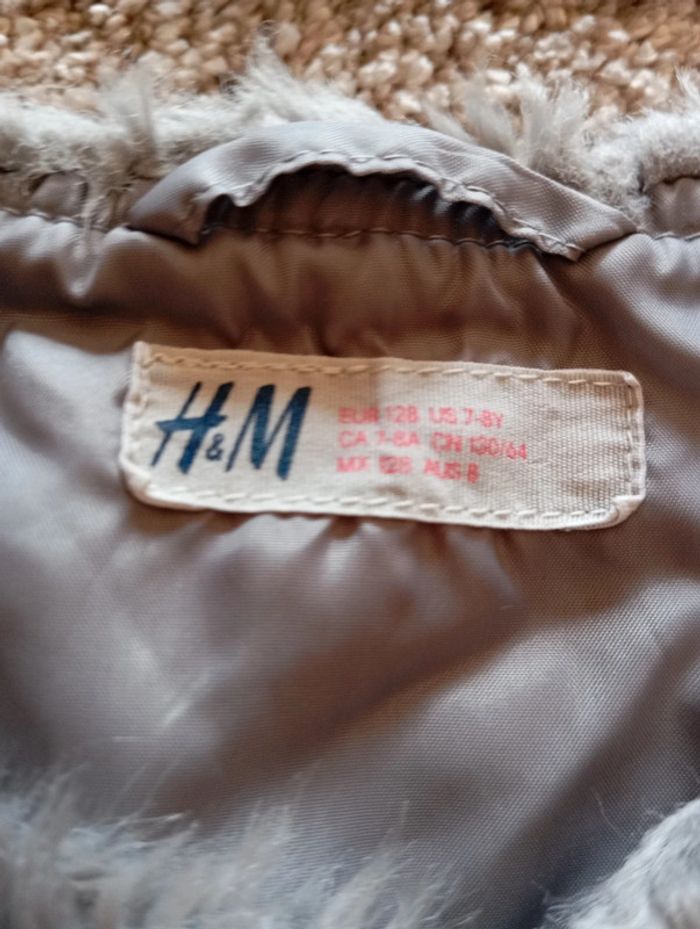 H&M
EUR 128 US 7-8Y
CA 7-8A CN 130/64
MX 128 AUS 8